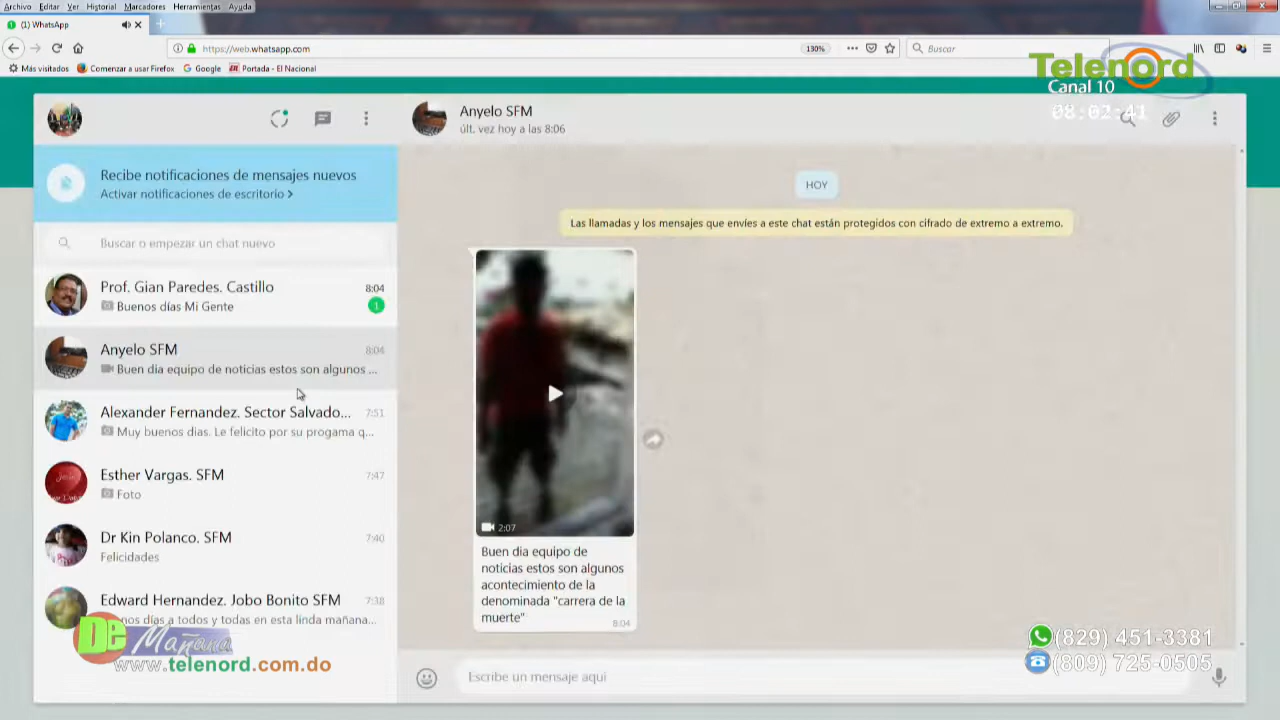 Archivo Editar Ver Historial Marcadores Herramientas Ayuda
(1) WhatsApp
https://web.whatsapp.com
130%
Buscar
Más visitados Comenzar a usar Firefox Google Portada - El Nacional
Telenord
Canal 10
08:02:41
Anyelo SFM
últ. vez hoy a las 8:06
Recibe notificaciones de mensajes nuevos
Activar notificaciones de escritorio >
Buscar o empezar un chat nuevo
Prof. Gian Paredes. Castillo 8:04
Buenos días Mi Gente 1
Anyelo SFM 8:04
Buen dia equipo de noticias estos son algunos ...
Alexander Fernandez. Sector Salvado... 7:51
Muy buenos dias. Le felicito por su progama q...
Esther Vargas. SFM 7:47
Foto
Dr Kin Polanco. SFM 7:40
Felicidades
Edward Hernandez. Jobo Bonito SFM 7:38
nos días a todos y todas en esta linda mañana...
De Mañana
www.telenord.com.do
HOY
Las llamadas y los mensajes que envíes a este chat están protegidos con cifrado de extremo a extremo.
2:07
Buen dia equipo de
noticias estos son algunos
acontecimiento de la
denominada "carrera de la
muerte"
8:04
Escribe un mensaje aquí
(829) 451-3381
(809) 725-0505